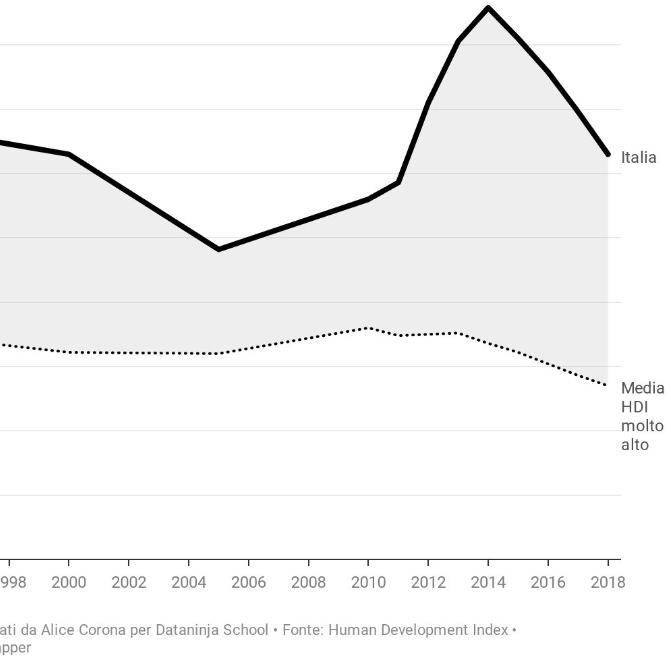 Italia
Media
HDI
molto
alto
998 2000 2002 2004 2006 2008 2010 2012 2014 2016 2018
ati da Alice Corona per Dataninja School • Fonte: Human Development Index •
apper